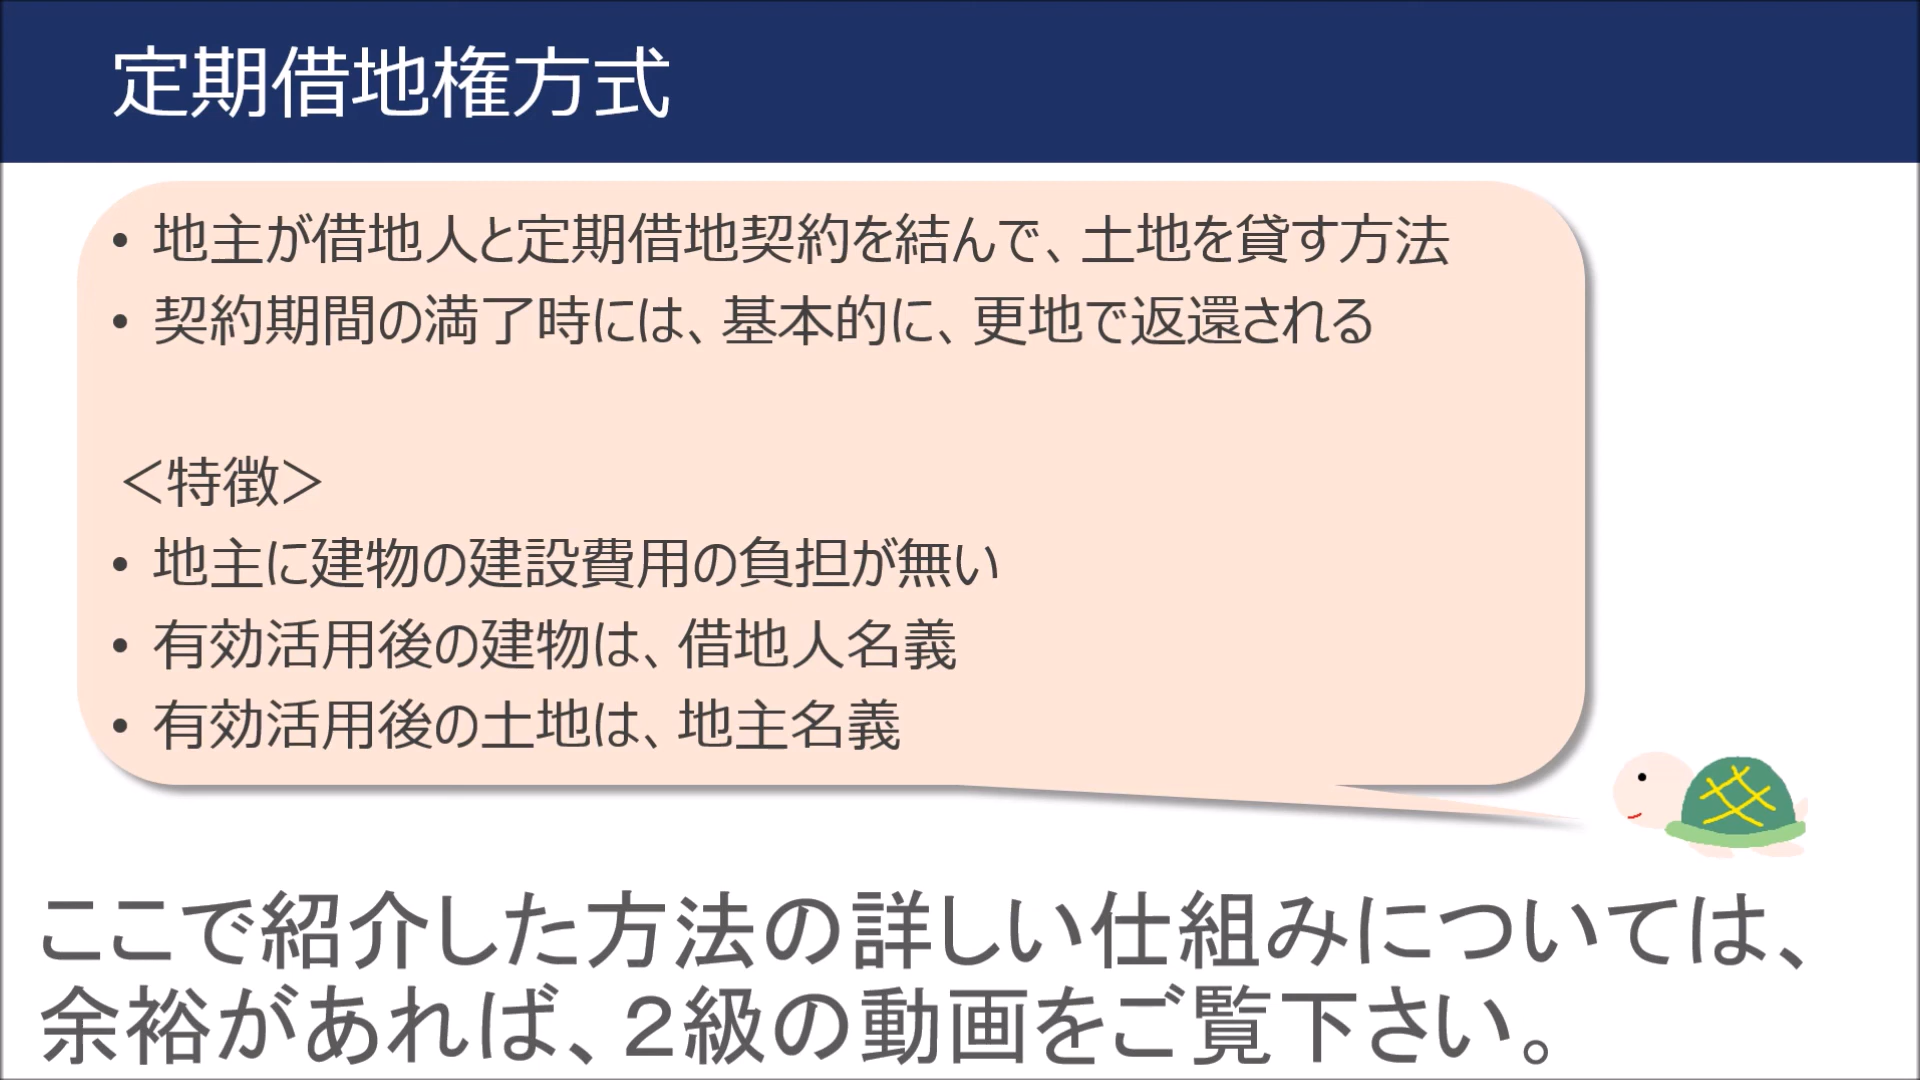 定期借地権方式
• 地主が借地人と定期借地契約を結んで、土地を貸す方法
• 契約期間の満了時には、基本的に、更地で返還される
＜特徴＞
• 地主に建物の建設費用の負担が無い
• 有効活用後の建物は、借地人名義
• 有効活用後の土地は、地主名義
ここで紹介した方法の詳しい仕組みについては、
余裕があれば、２級の動画をご覧下さい。